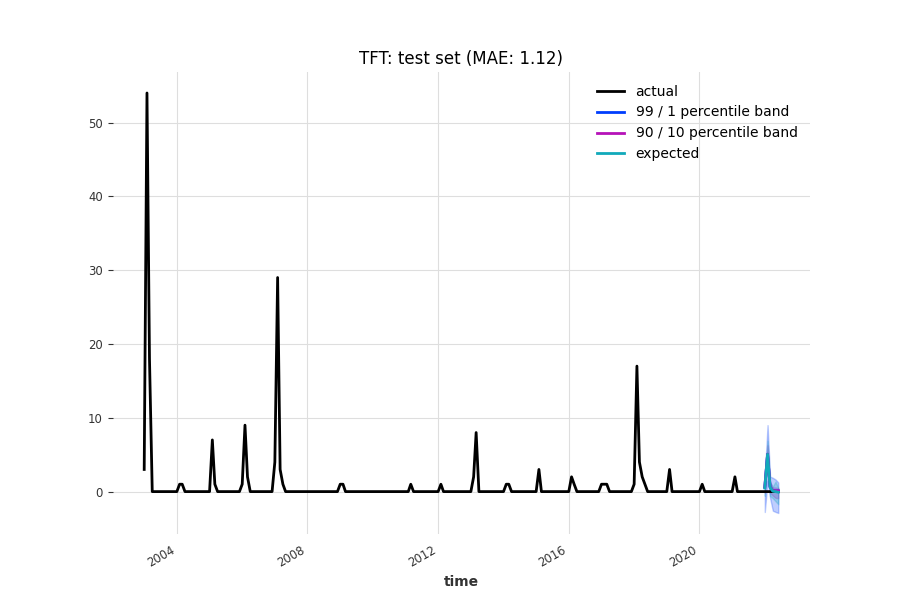 TFT: test set (MAE: 1.12)
actual
99 / 1 percentile band
90 / 10 percentile band
expected
50
40
30
20
10
0
2004
2008
2012
2016
2020
time